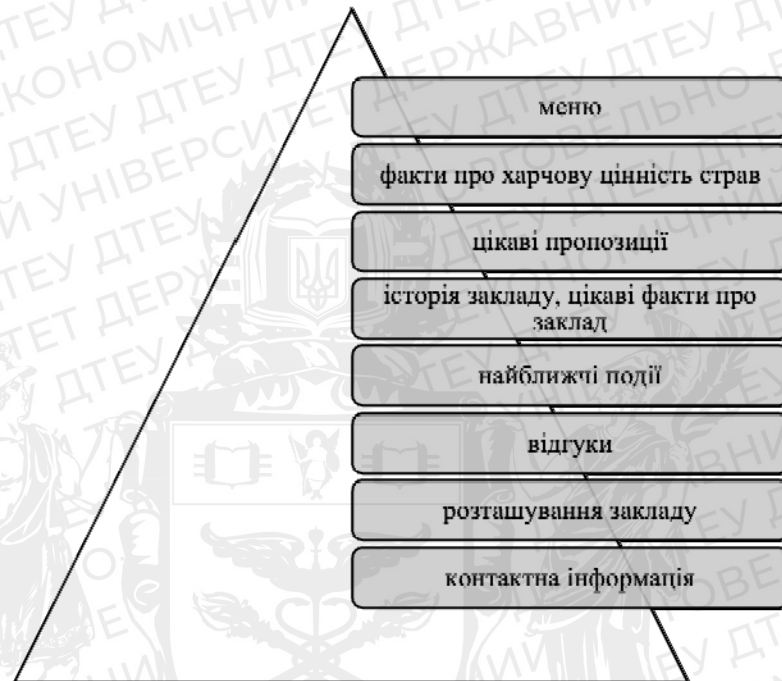 меню
факти про харчову цінність страв
цікаві пропозиції
історія закладу, цікаві факти про
заклад
найближчі події
відгуки
розташування закладу
контактна інформація